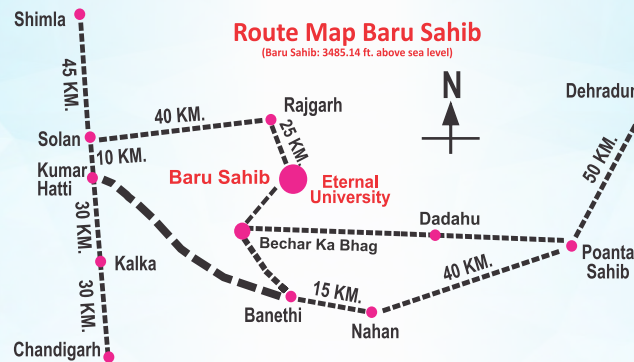 Route Map Baru Sahib
(Baru Sahib: 3485.14 ft. above sea level)
Shimla
45 KM.
N
Dehradun
40 KM.
Rajgarh
25 KM.
50 KM.
Solan
10 KM.
Kumar
Hatti
Baru Sahib
Eternal
University
30 KM.
Dadahu
Bechar Ka Bhag
Poanta
Sahib
Kalka
40 KM.
30 KM.
15 KM.
Banethi
Nahan
Chandigarh